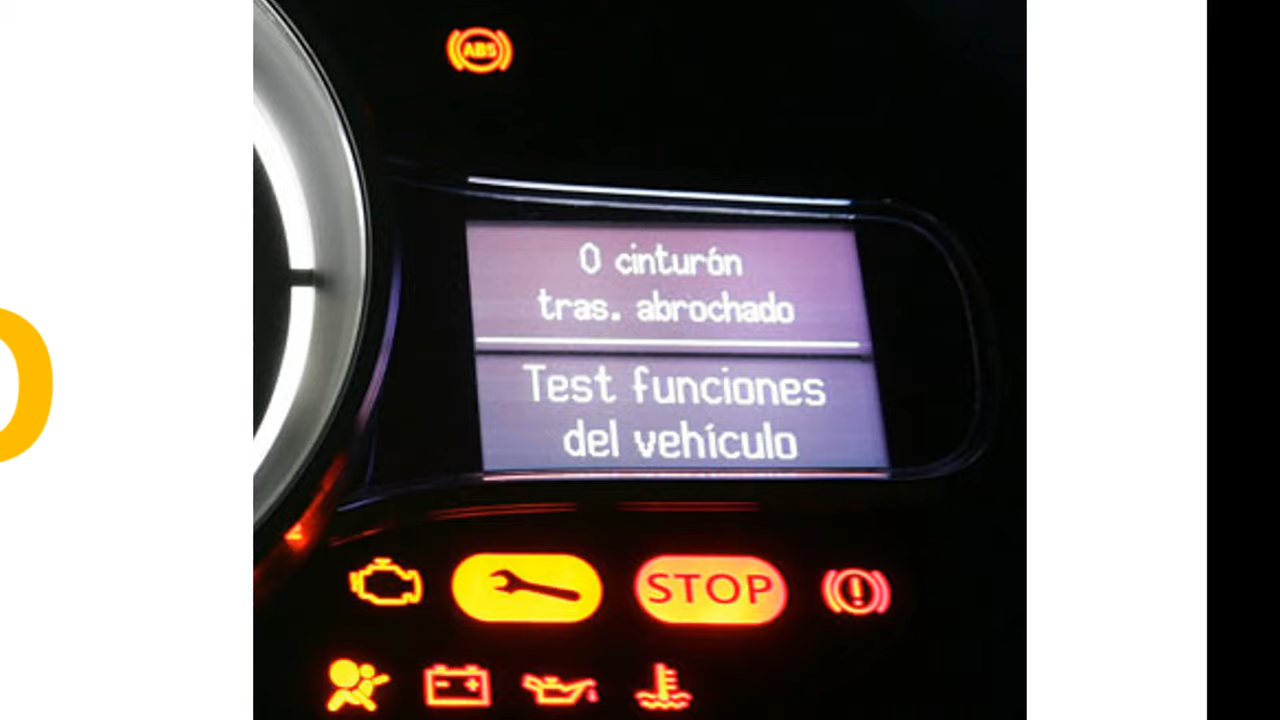 ABS
0 cinturón
tras. abrochado
Test funciones
del vehículo
STOP